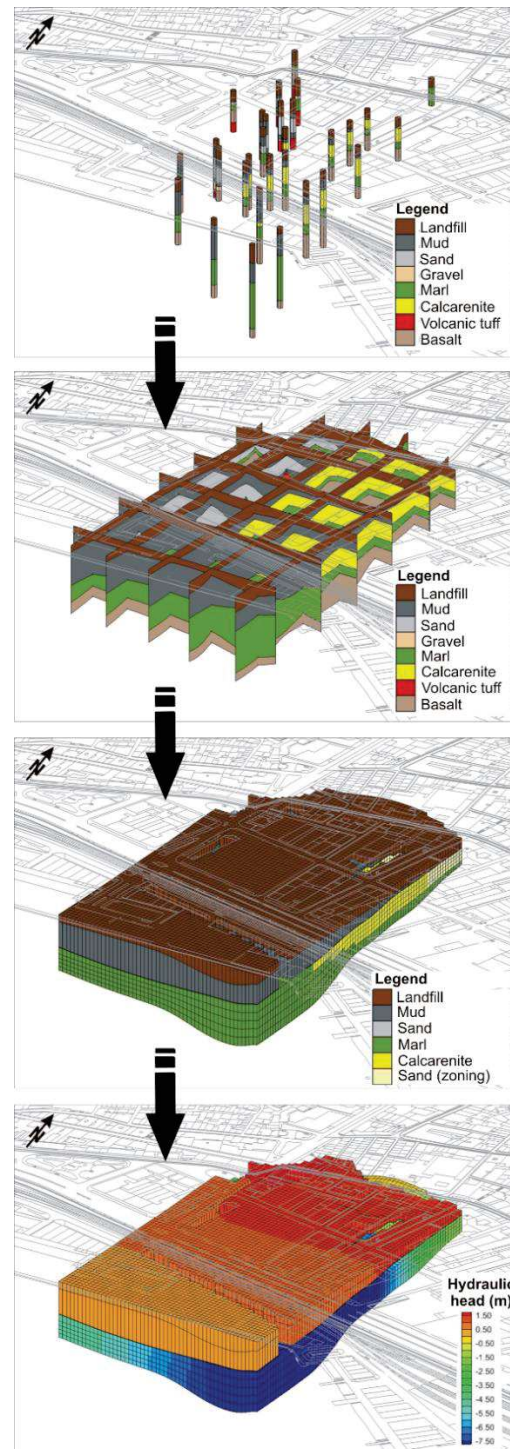 N
Legend
Landfill
Mud
Sand
Gravel
Marl
Calcarenite
Volcanic tuff
Basalt
N
Legend
Landfill
Mud
Sand
Gravel
Marl
Calcarenite
Volcanic tuff
Basalt
N
Legend
Landfill
Mud
Sand
Marl
Calcarenite
Sand (zoning)
N
Hydraulic
head (m)
1.50
0.50
-0.50
-1.50
-2.50
-3.50
-4.50
-5.50
-6.50
-7.50